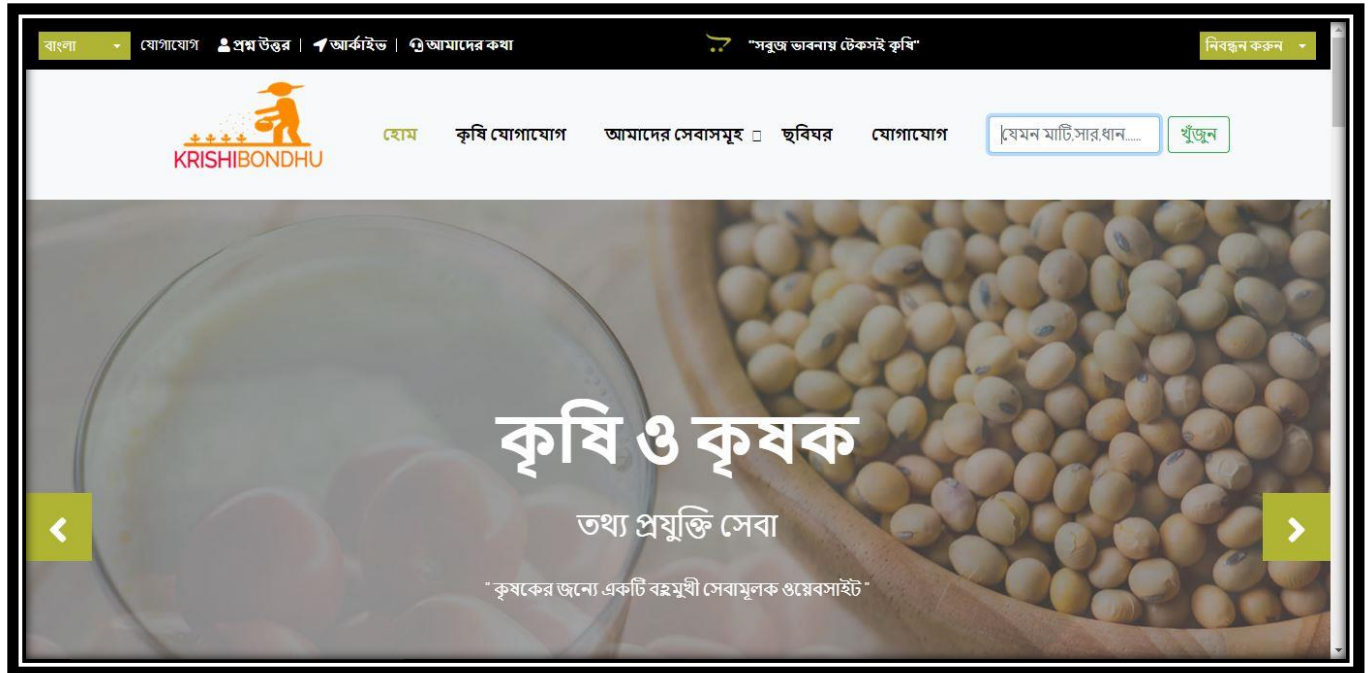 বাংলা যোগাযোগ প্রশ্ন উত্তর | আর্কাইভ | আমাদের কথা "সবুজ ভাবনায় টেকসই কৃষি" নিবন্ধন করুন
KRISHIBONDHU
হোম কৃষি যোগাযোগ আমাদের সেবাসমূহ ছবিঘর যোগাযোগ যেমন মাটি,সার,ধান..... খুঁজুন
কৃষি ও কৃষক
তথ্য প্রযুক্তি সেবা
" কৃষকের জন্যে একটি বহুমুখী সেবামূলক ওয়েবসাইট "